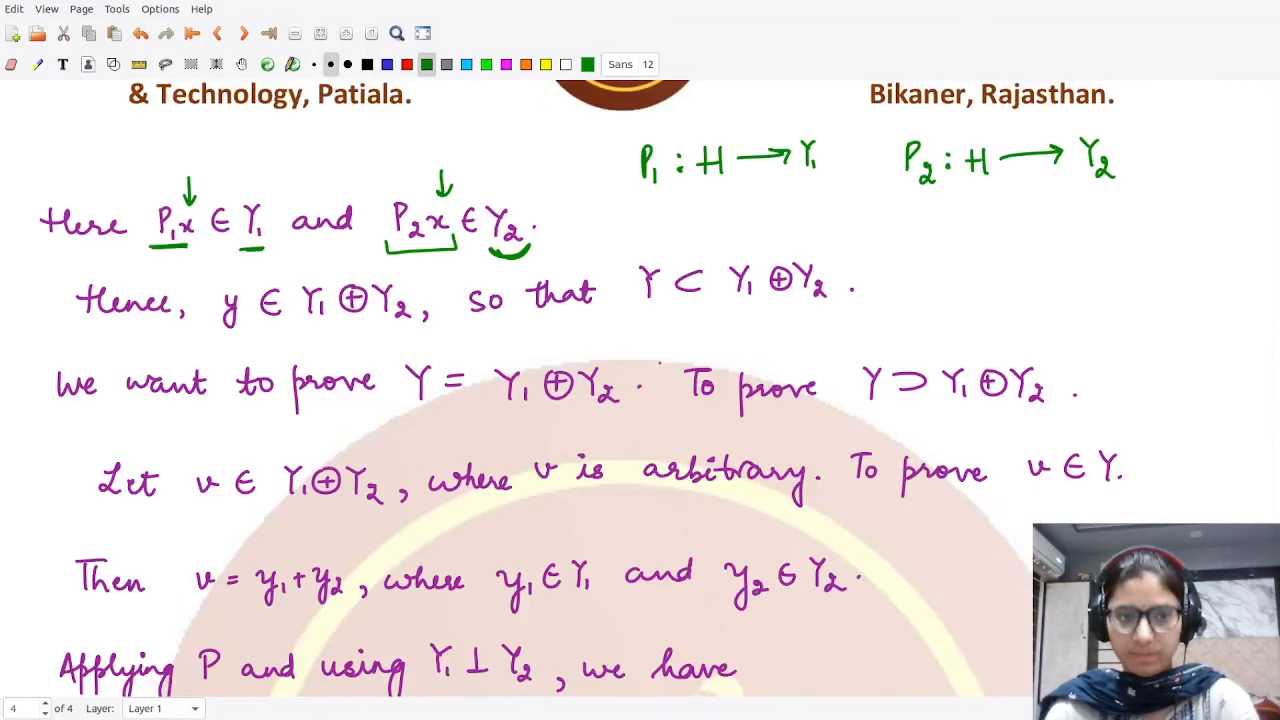 Edit View Page Tools Options Help
Sans 12
& Technology, Patiala.
Bikaner, Rajasthan.
P₁ : H ⟶ Y₁
P₂ : H ⟶ Y₂
Here P₁x ∈ Y₁ and P₂x ∈ Y₂.
Hence, y ∈ Y₁ ⊕ Y₂, so that Y ⊂ Y₁ ⊕ Y₂.
We want to prove Y = Y₁ ⊕ Y₂. To prove Y ⊃ Y₁ ⊕ Y₂.
Let v ∈ Y₁ ⊕ Y₂, where v is arbitrary. To prove v ∈ Y.
Then v = y₁ + y₂, where y₁ ∈ Y₁ and y₂ ∈ Y₂.
Applying P and using Y₁ ⊥ Y₂, we have
4 of 4 Layer: Layer 1